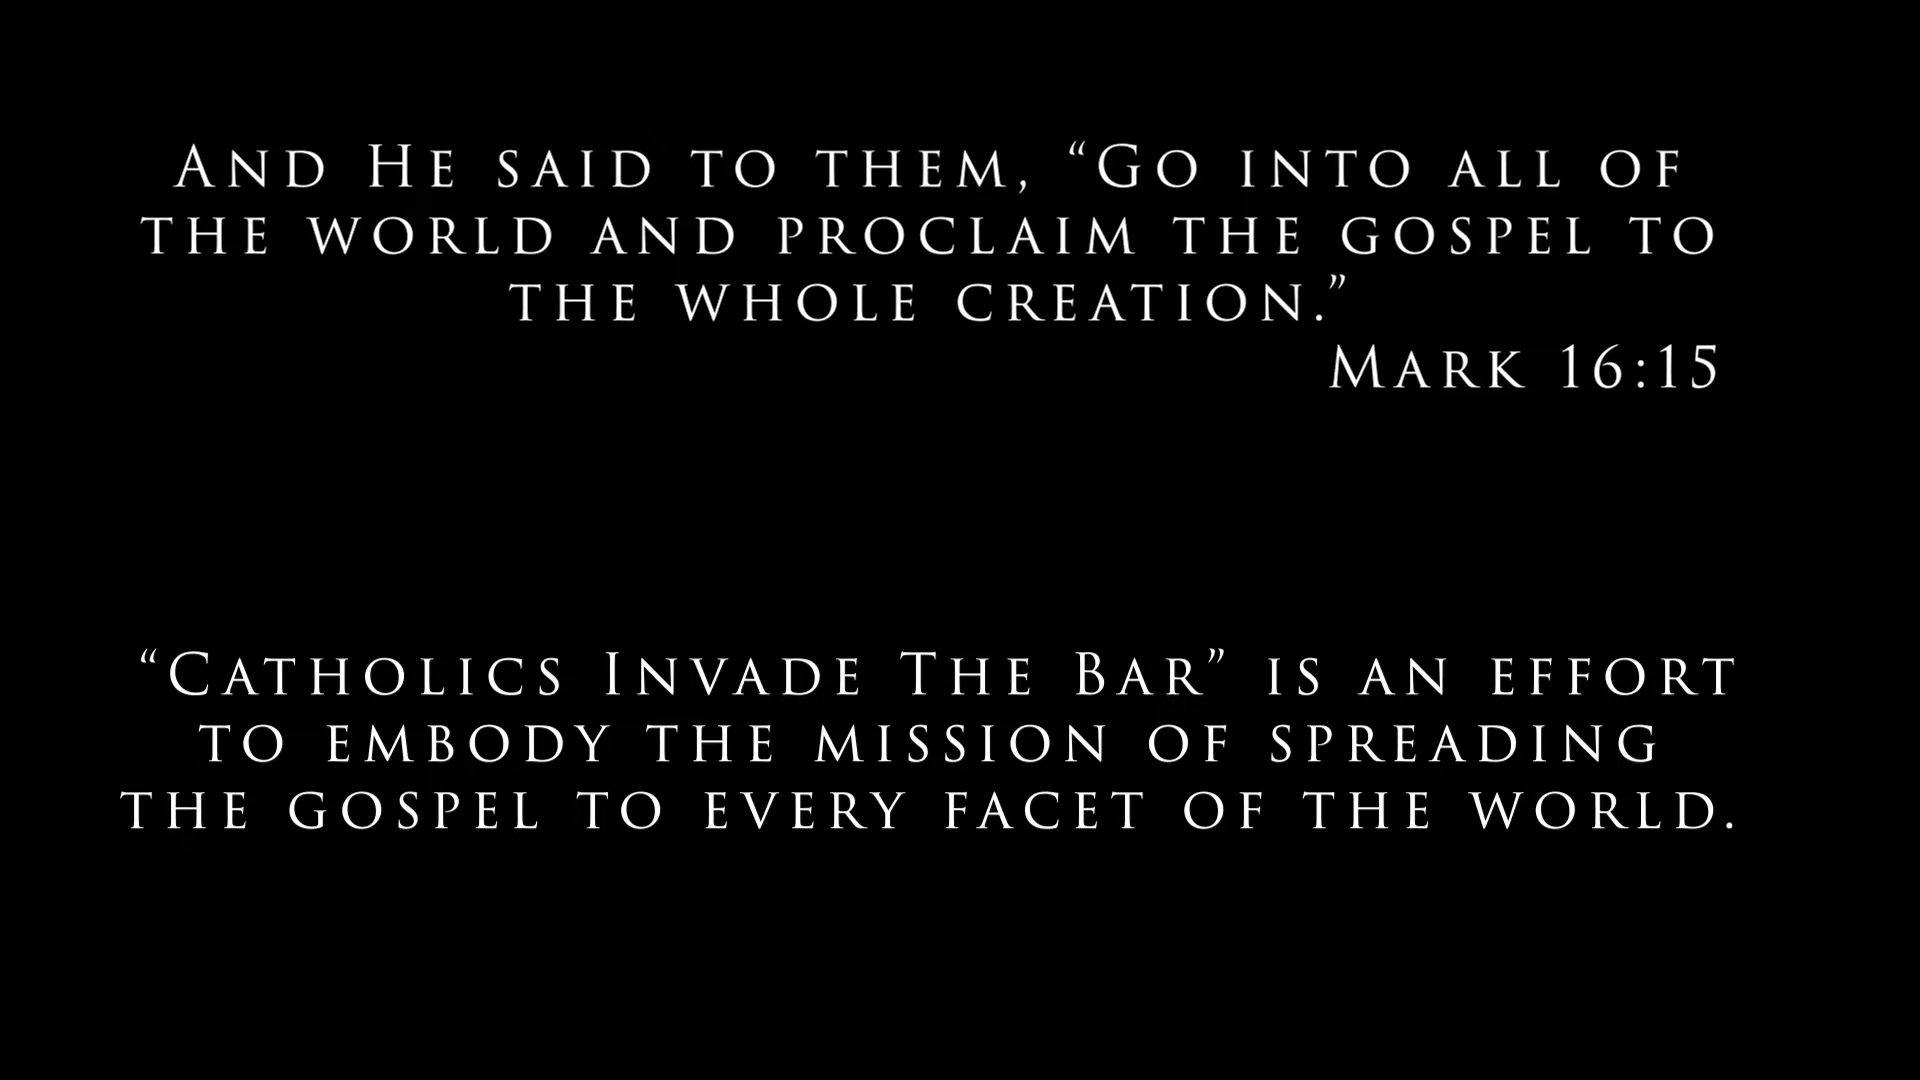 And He said to them, “Go into all of
the world and proclaim the gospel to
the whole creation.”
Mark 16:15
“Catholics Invade The Bar” is an effort
to embody the mission of spreading
the gospel to every facet of the world.